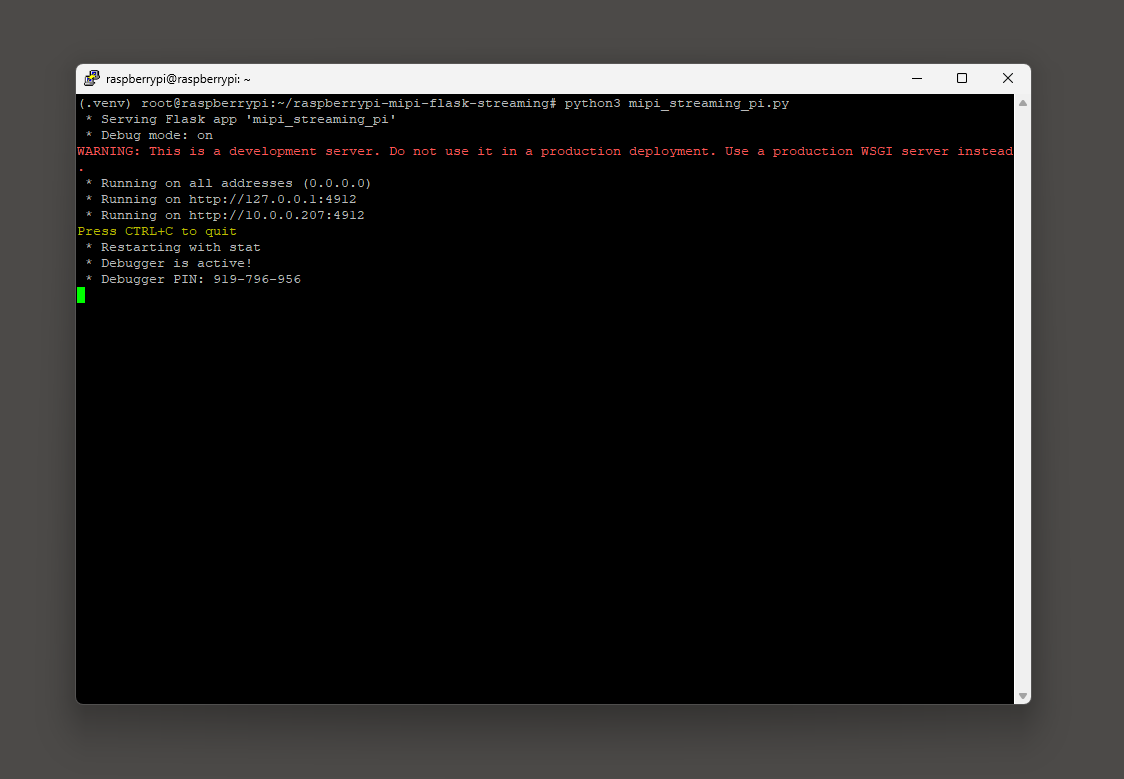 raspberrypi@raspberrypi: ~
(.venv) root@raspberrypi:~/raspberrypi-mipi-flask-streaming# python3 mipi_streaming_pi.py
 * Serving Flask app 'mipi_streaming_pi'
 * Debug mode: on
WARNING: This is a development server. Do not use it in a production deployment. Use a production WSGI server instead
.
 * Running on all addresses (0.0.0.0)
 * Running on http://127.0.0.1:4912
 * Running on http://10.0.0.207:4912
Press CTRL+C to quit
 * Restarting with stat
 * Debugger is active!
 * Debugger PIN: 919-796-956